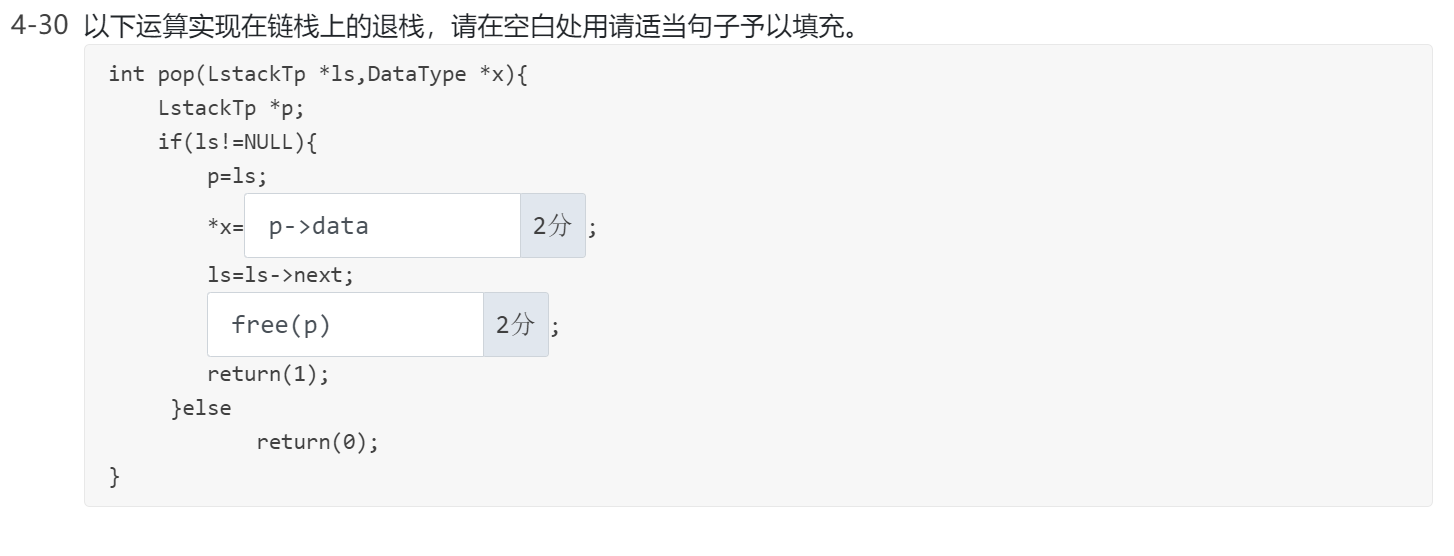 4-30 以下运算实现在链栈上的退栈，请在空白处用请适当句子予以填充。
int pop(LstackTp *ls,DataType *x){
LstackTp *p;
if(ls!=NULL){
p=ls;
*x= p->data 2分 ;
ls=ls->next;
free(p) 2分 ;
return(1);
}else
return(0);
}